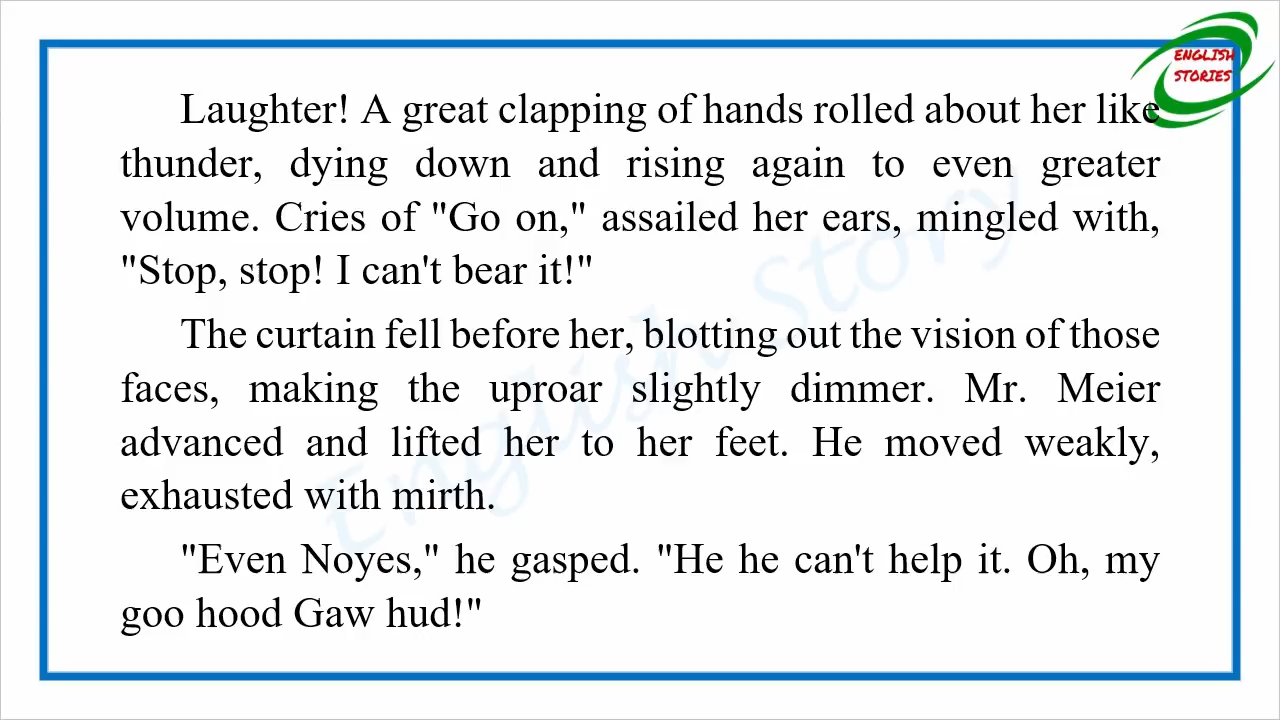 ENGLISH
STORIES
Laughter! A great clapping of hands rolled about her like
thunder, dying down and rising again to even greater
volume. Cries of "Go on," assailed her ears, mingled with,
"Stop, stop! I can't bear it!"
The curtain fell before her, blotting out the vision of those
faces, making the uproar slightly dimmer. Mr. Meier
advanced and lifted her to her feet. He moved weakly,
exhausted with mirth.
"Even Noyes," he gasped. "He he can't help it. Oh, my
goo hood Gaw hud!"
English Story